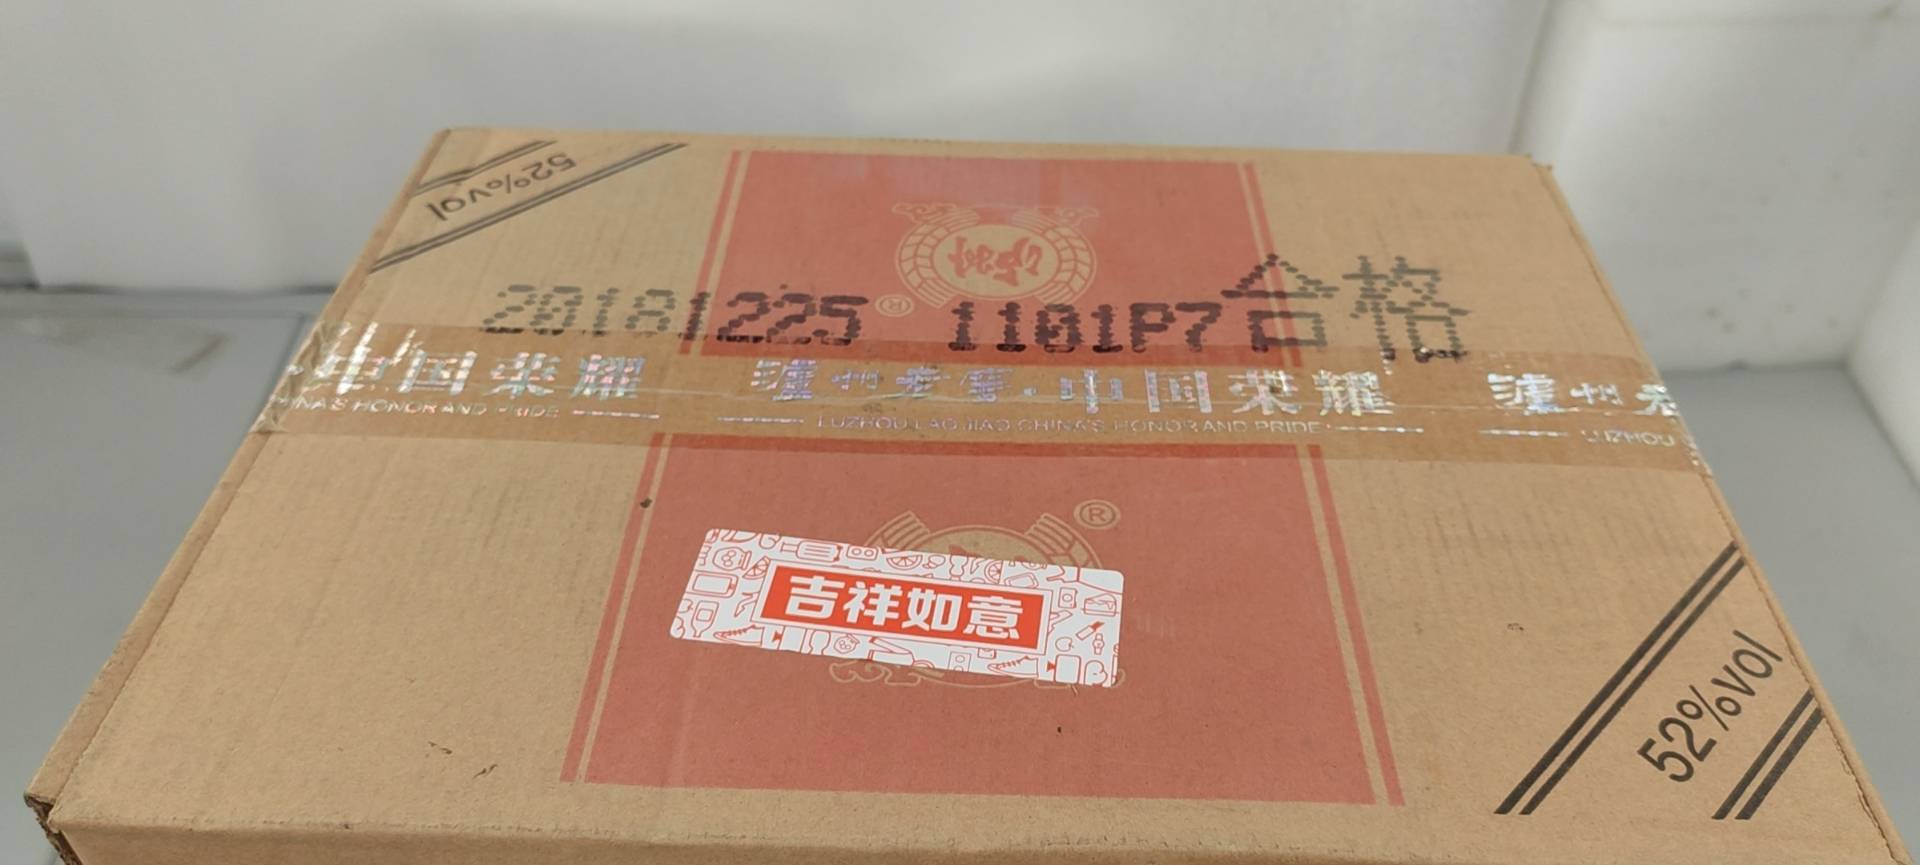 52%vol
20181225 1101P7合格
中国荣耀 泸州老窖·中国荣耀 泸州老
INA'S HONOR AND PRIDE LUZHOU LAO JIAO CHINA'S HONOR AND PRIDE LUZHOU
®
®
吉祥如意
52%vol